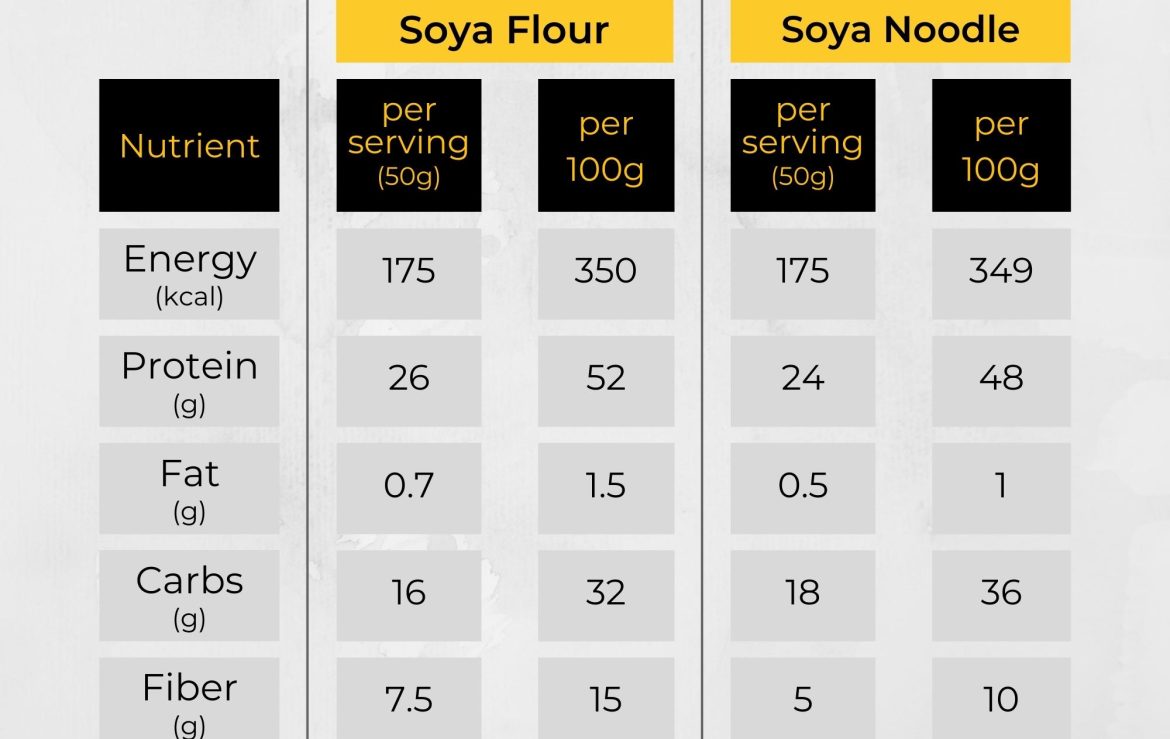 Soya Flour Soya Noodle
Nutrient per serving (50g) per 100g per serving (50g) per 100g
Energy (kcal) 175 350 175 349
Protein (g) 26 52 24 48
Fat (g) 0.7 1.5 0.5 1
Carbs (g) 16 32 18 36
Fiber (g) 7.5 15 5 10